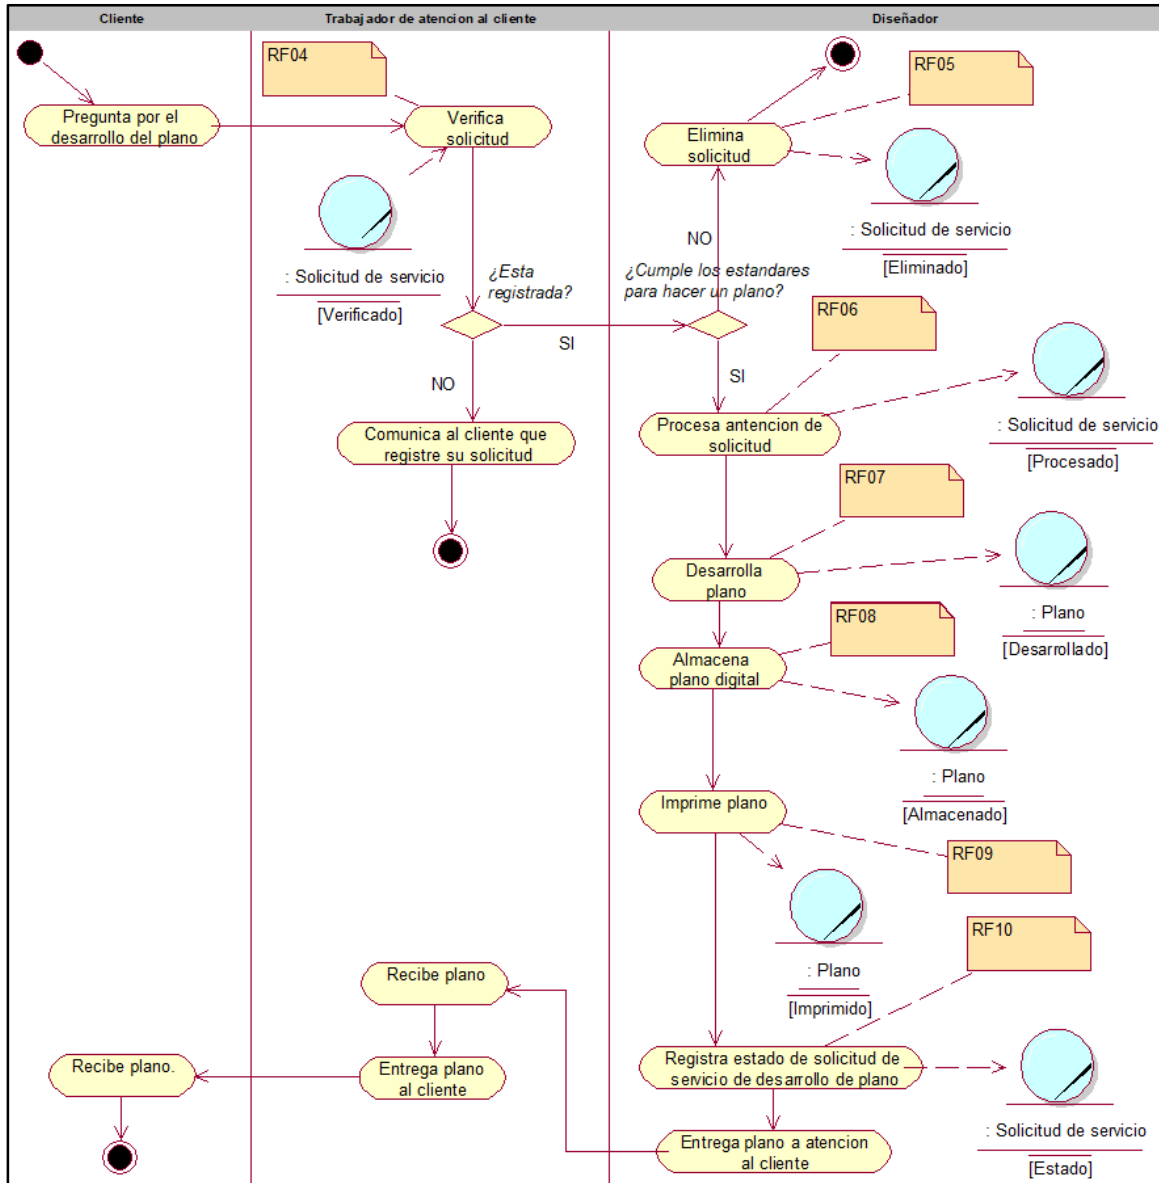 Cliente
Trabajador de atencion al cliente
Diseñador
RF04
Pregunta por el
desarrollo del plano
Verifica
solicitud
: Solicitud de servicio
[Verificado]
¿Esta
registrada?
SI
NO
Comunica al cliente que
registre su solicitud
RF05
Elimina
solicitud
: Solicitud de servicio
[Eliminado]
NO
¿Cumple los estandares
para hacer un plano?
SI
RF06
Procesa antencion de
solicitud
: Solicitud de servicio
[Procesado]
RF07
Desarrolla
plano
: Plano
[Desarrollado]
RF08
Almacena
plano digital
: Plano
[Almacenado]
Imprime plano
RF09
: Plano
[Imprimido]
RF10
Registra estado de solicitud de
servicio de desarrollo de plano
: Solicitud de servicio
[Estado]
Entrega plano a atencion
al cliente
Recibe plano
Entrega plano
al cliente
Recibe plano.